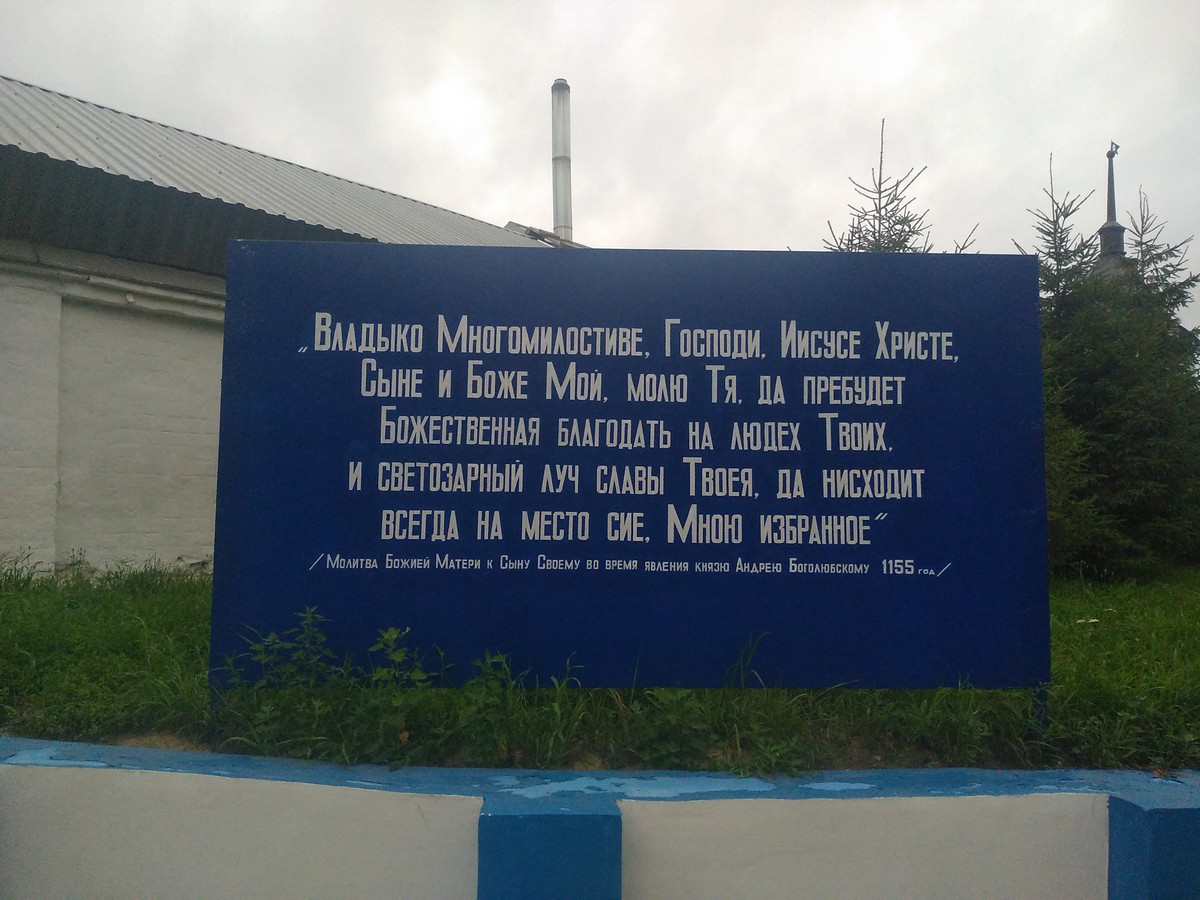 „Владыко Многомилостиве, Господи, Иисусе Христе,
Сыне и Боже Мой, молю Тя, да пребудет
Божественная благодать на людех Твоих,
и светозарный луч славы Твоея, да нисходит
всегда на место сие, Мною избранное"
/Молитва Божией Матери к Сыну Своему во время явления князю Андрею Боголюбскому 1155 год/